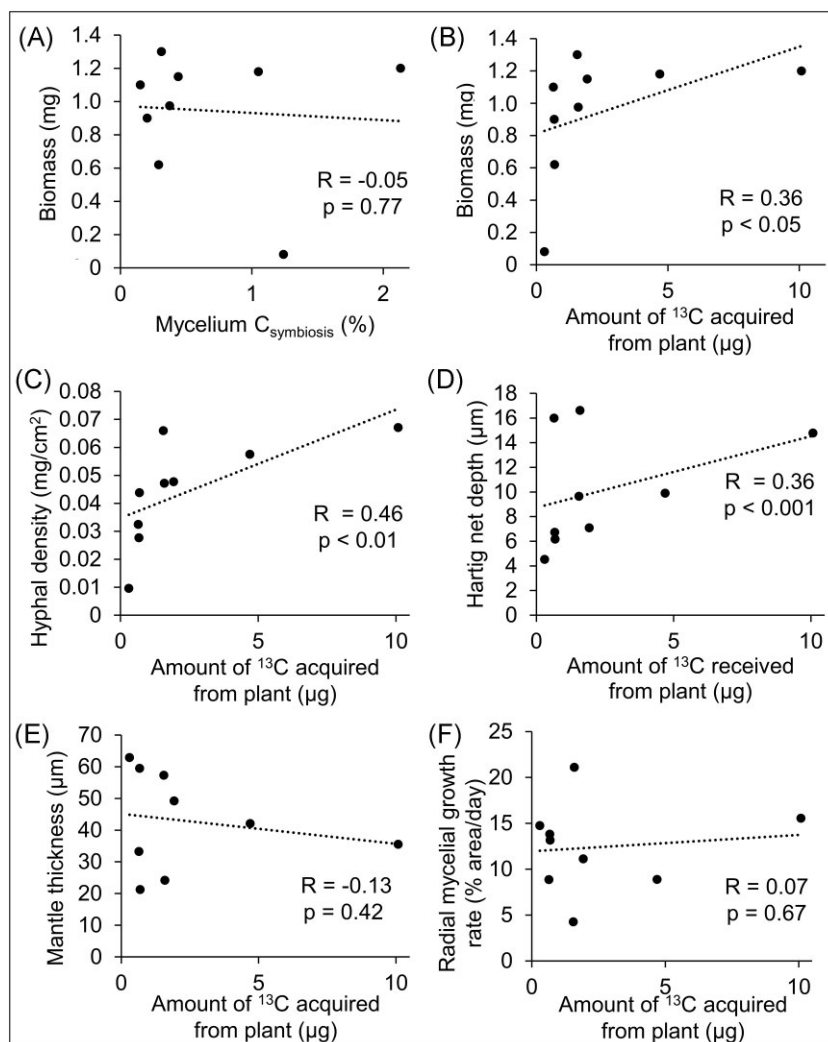 (A)
1.4
1.2
1.0
0.8
0.6
0.4
0.2
0
Biomass (mg)
R = -0.05
p = 0.77
0 1 2
Mycelium Csymbiosis (%)
(B)
1.4
1.2
1.0
0.8
0.6
0.4
0.2
0
Biomass (mg)
R = 0.36
p < 0.05
0 5 10
Amount of ¹³C acquired
from plant (µg)
(C)
0.08
0.07
0.06
0.05
0.04
0.03
0.02
0.01
0
Hyphal density (mg/cm²)
R = 0.46
p < 0.01
0 5 10
Amount of ¹³C acquired
from plant (µg)
(D)
18
16
14
12
10
8
6
4
2
0
Hartig net depth (µm)
R = 0.36
p < 0.001
0 5 10
Amount of ¹³C received
from plant (µg)
(E)
70
60
50
40
30
20
10
0
Mantle thickness (µm)
R = -0.13
p = 0.42
0 5 10
Amount of ¹³C acquired
from plant (µg)
(F)
25
20
15
10
5
0
Radial mycelial growth
rate (% area/day)
R = 0.07
p = 0.67
0 5 10
Amount of ¹³C acquired
from plant (µg)